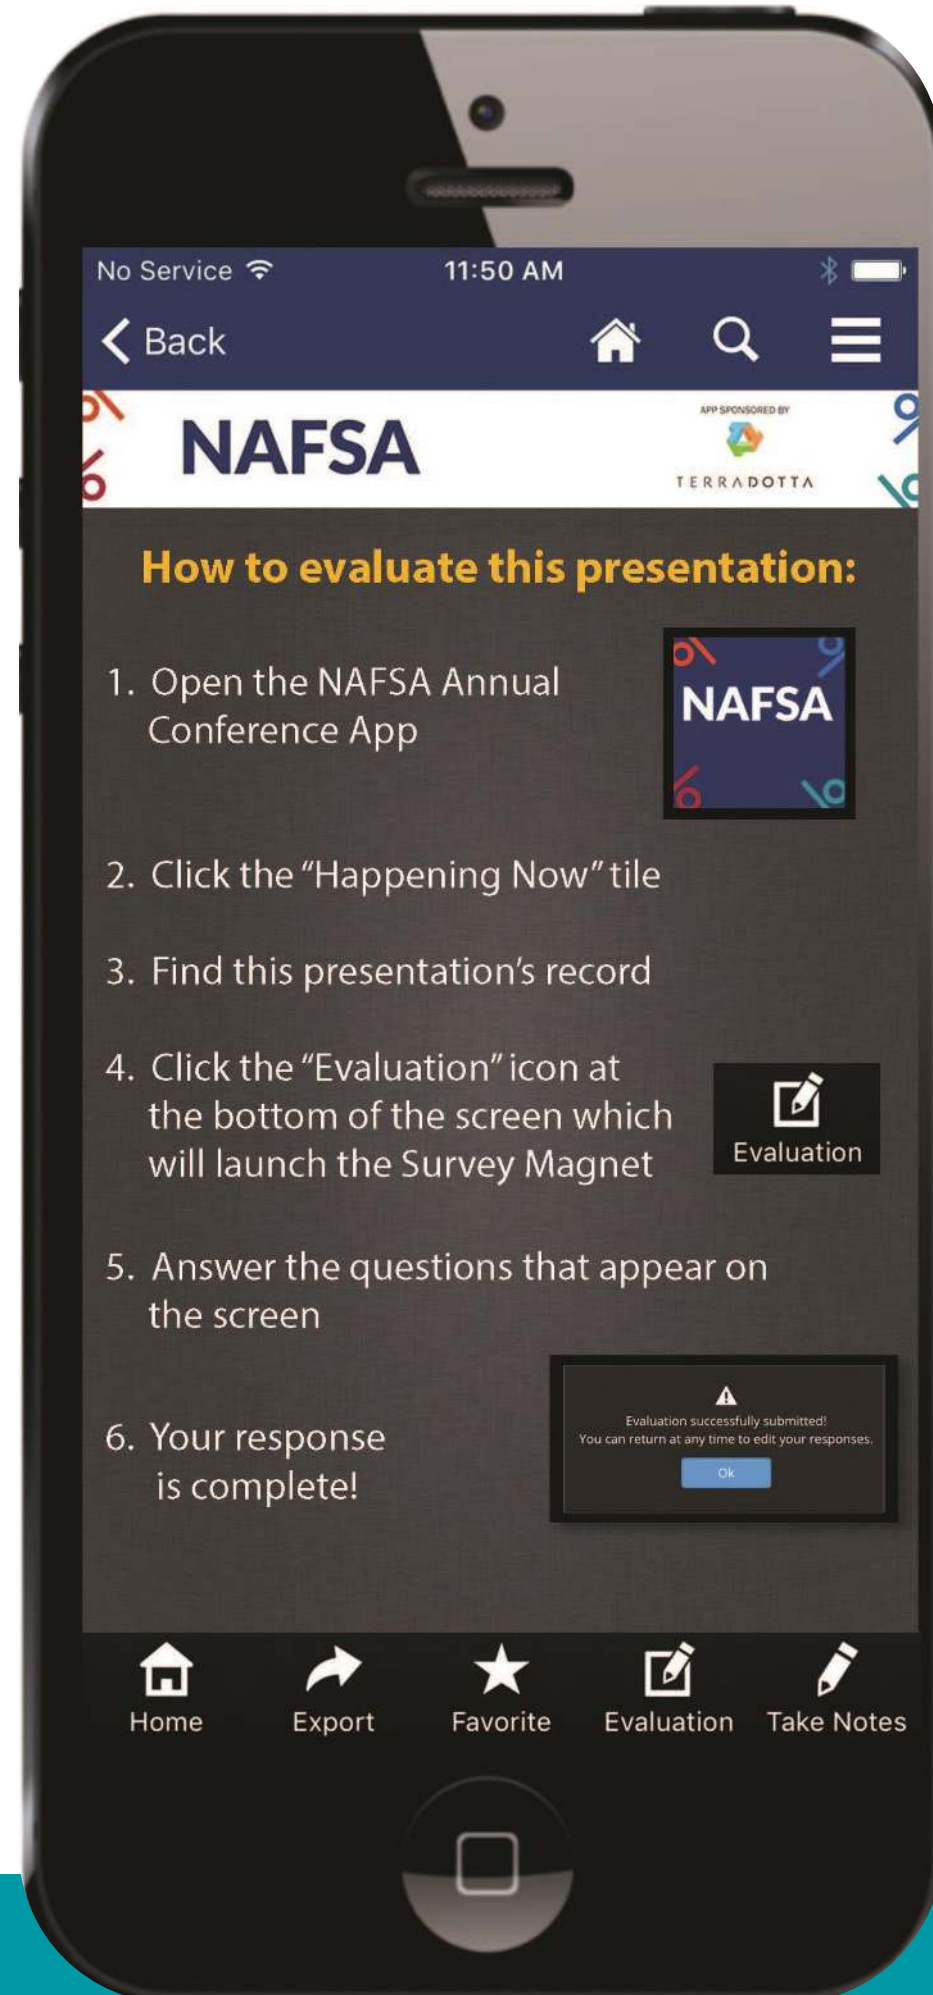 No Service 11:50 AM
Back
NAFSA
APP SPONSORED BY
TERRADOTTA
How to evaluate this presentation:
1. Open the NAFSA Annual
Conference App
NAFSA
2. Click the “Happening Now” tile
3. Find this presentation’s record
4. Click the “Evaluation” icon at
the bottom of the screen which
will launch the Survey Magnet
Evaluation
5. Answer the questions that appear on
the screen
6. Your response
is complete!
Evaluation successfully submitted!
You can return at any time to edit your responses.
Ok
Home Export Favorite Evaluation Take Notes